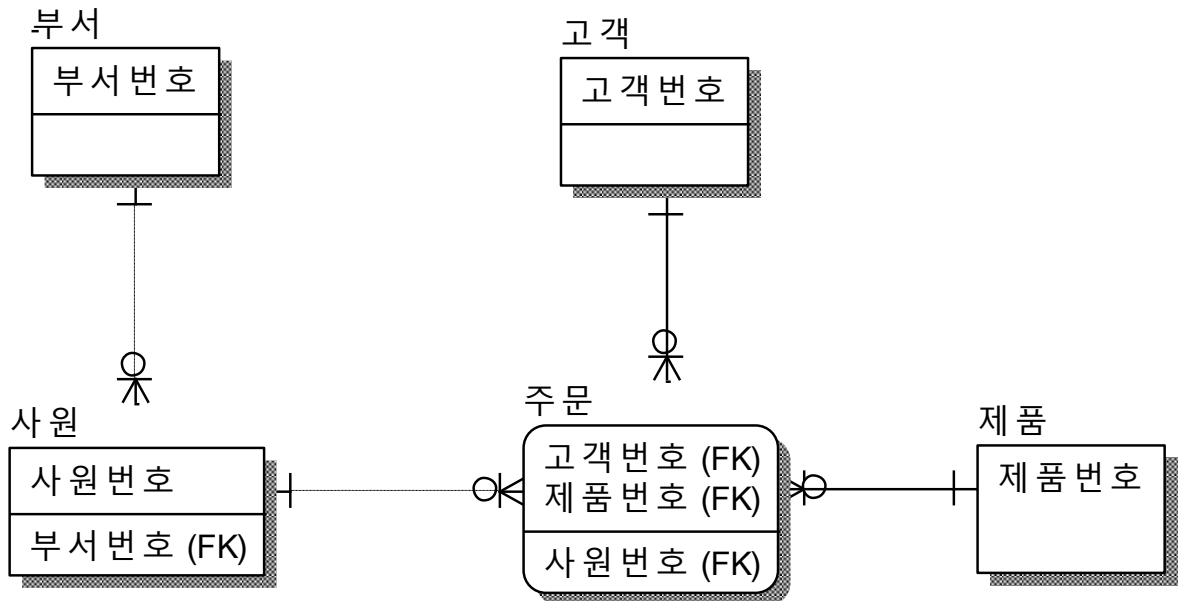 부서
부서번호
고객
고객번호
사원
사원번호
부서번호 (FK)
주문
고객번호 (FK)
제품번호 (FK)
사원번호 (FK)
제품
제품번호